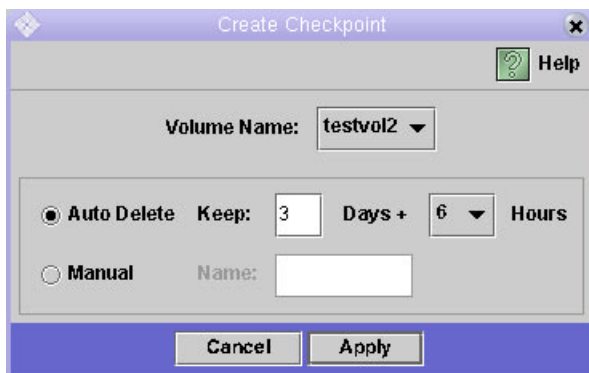 Create Checkpoint
Help
Volume Name: testvol2
Auto Delete Keep: 3 Days + 6 Hours
Manual Name:
Cancel Apply